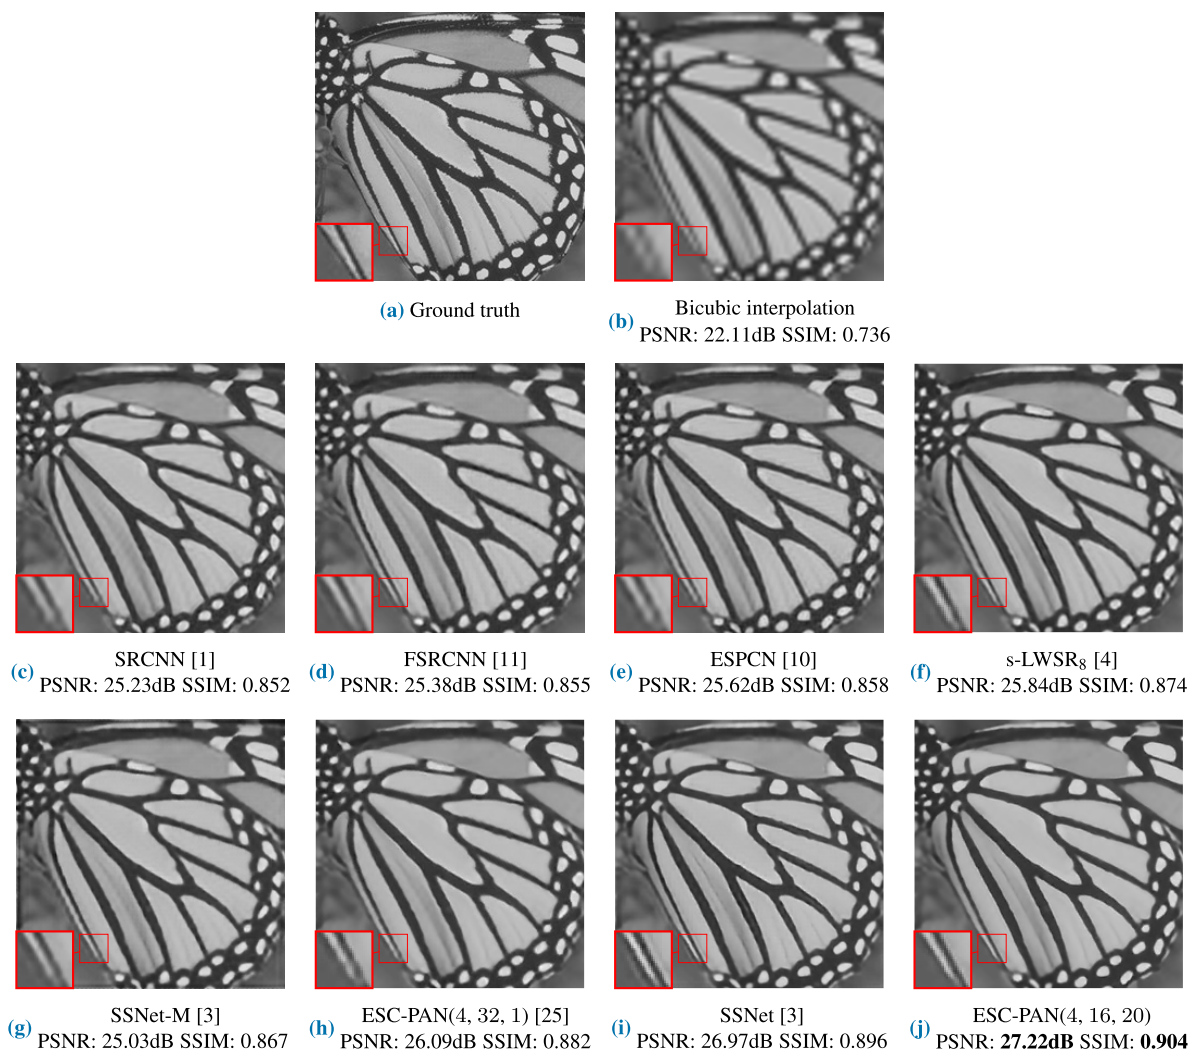 (a) Ground truth
(b) Bicubic interpolation
PSNR: 22.11dB SSIM: 0.736
(c) SRCNN [1]
PSNR: 25.23dB SSIM: 0.852
(d) FSRCNN [11]
PSNR: 25.38dB SSIM: 0.855
(e) ESPCN [10]
PSNR: 25.62dB SSIM: 0.858
(f) s-LWSR₈ [4]
PSNR: 25.84dB SSIM: 0.874
(g) SSNet-M [3]
PSNR: 25.03dB SSIM: 0.867
(h) ESC-PAN(4, 32, 1) [25]
PSNR: 26.09dB SSIM: 0.882
(i) SSNet [3]
PSNR: 26.97dB SSIM: 0.896
(j) ESC-PAN(4, 16, 20)
PSNR: 27.22dB SSIM: 0.904